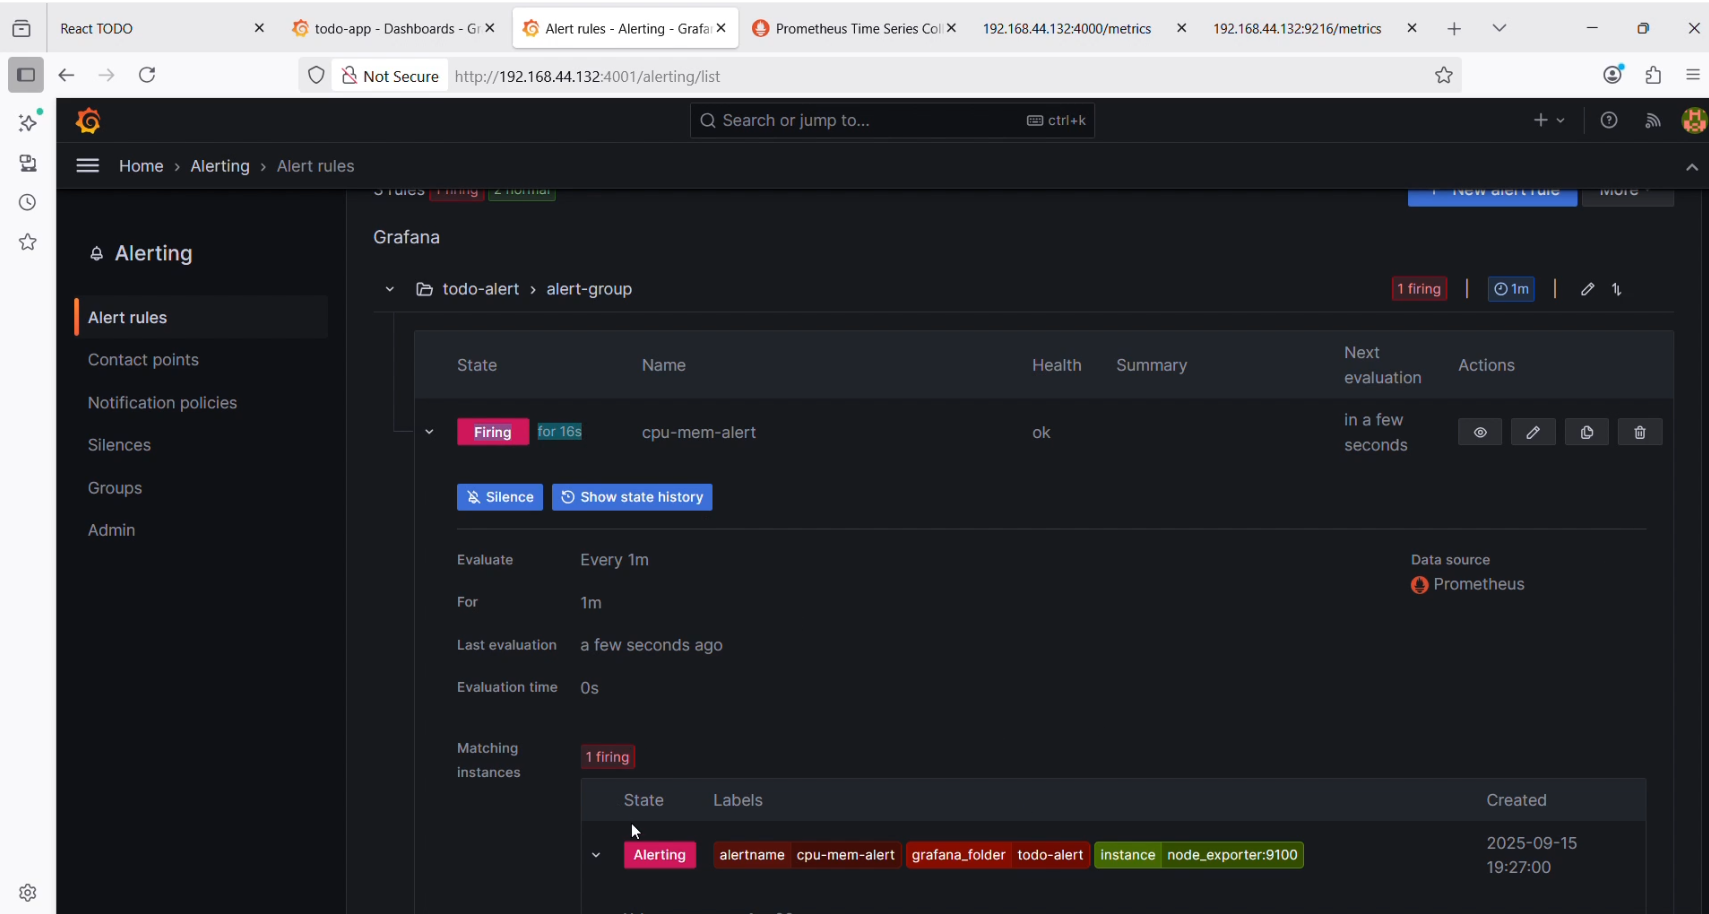 React TODO
todo-app - Dashboards - Gr
Alert rules - Alerting - Grafa
Prometheus Time Series Coll
192.168.44.132:4000/metrics
192.168.44.132:9216/metrics
Not Secure
http://192.168.44.132:4001/alerting/list
Search or jump to...
ctrl+k
Home › Alerting › Alert rules
3 rules 1 firing 2 normal
New alert rule
More
Grafana
Alerting
Alert rules
Contact points
Notification policies
Silences
Groups
Admin
todo-alert › alert-group
1 firing
1m
State Name Health Summary Next evaluation Actions
Firing for 16s cpu-mem-alert ok in a few seconds
Silence
Show state history
Evaluate Every 1m
Data source
Prometheus
For 1m
Last evaluation a few seconds ago
Evaluation time 0s
Matching instances 1 firing
State Labels Created
Alerting alertname cpu-mem-alert grafana_folder todo-alert instance node_exporter:9100 2025-09-15 19:27:00